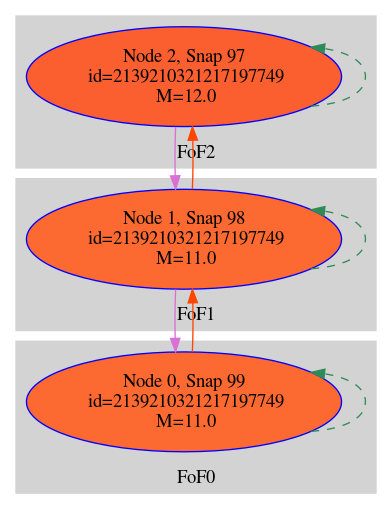 Node 2, Snap 97
id=2139210321217197749
M=12.0
FoF2
Node 1, Snap 98
id=2139210321217197749
M=11.0
FoF1
Node 0, Snap 99
id=2139210321217197749
M=11.0
FoF0